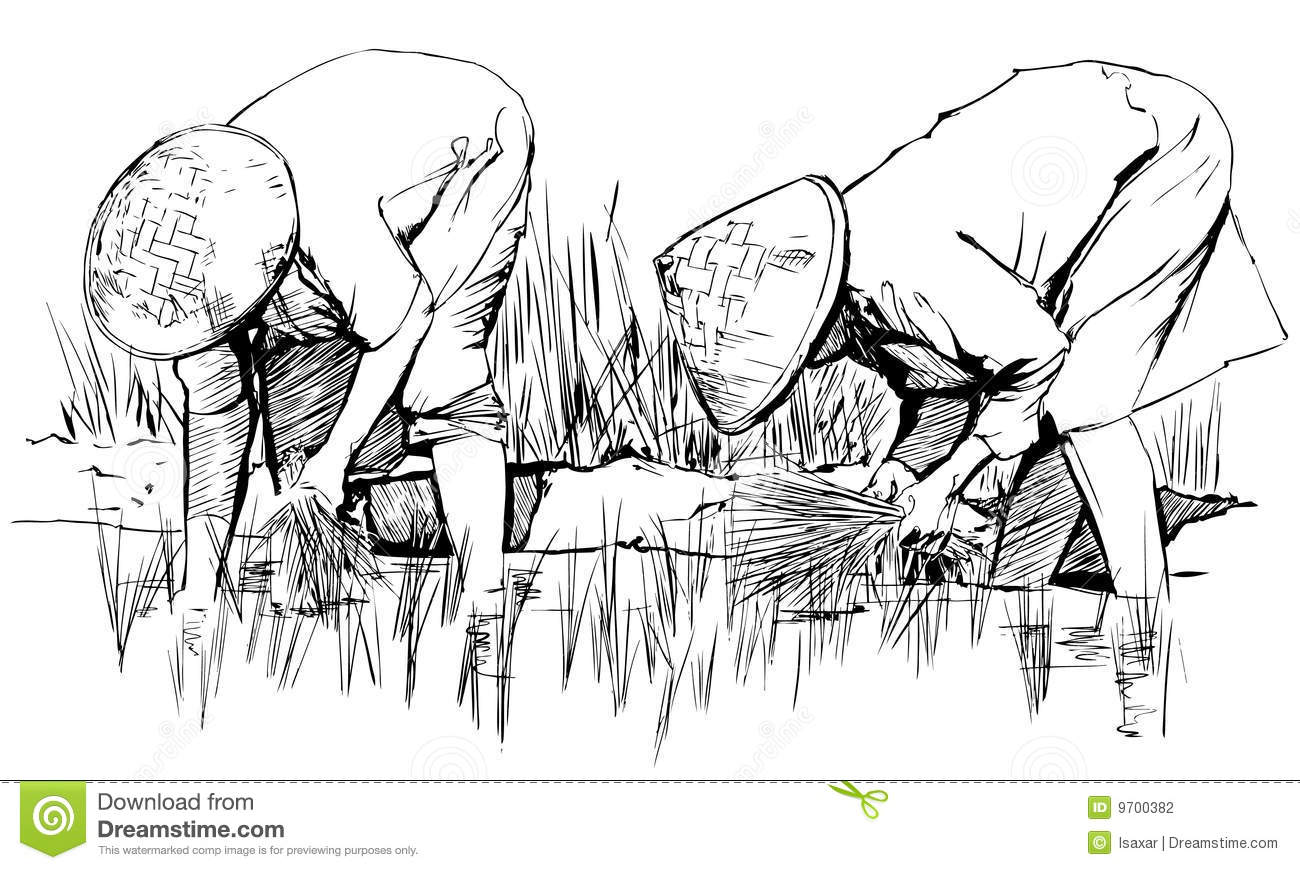 Download from
Dreamstime.com
This watermarked comp image is for previewing purposes only.
ID 9700382
© Isaxar | Dreamstime.com